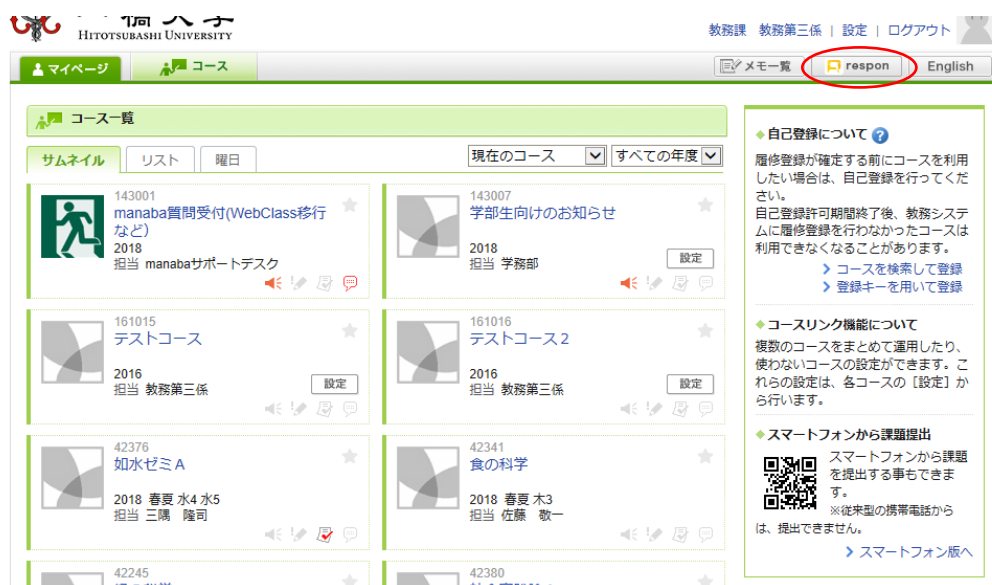 橋大学
HITOTSUBASHI UNIVERSITY
教務課 教務第三係 | 設定 | ログアウト
マイページ
コース
メモ一覧
respon
English
コース一覧
サムネイル
リスト
曜日
現在のコース
すべての年度
143001
manaba質問受付(WebClass移行
など)
2018
担当 manabaサポートデスク
143007
学部生向けのお知らせ
2018
担当 学務部
設定
161015
テストコース
2016
担当 教務第三係
設定
161016
テストコース2
2016
担当 教務第三係
設定
42376
如水ゼミA
2018 春夏 水4 水5
担当 三隅 隆司
42341
食の科学
2018 春夏 木3
担当 佐藤 敬一
42245
42380
自己登録について
履修登録が確定する前にコースを利用
したい場合は、自己登録を行ってくだ
さい。
自己登録許可期間終了後、教務システ
ムに履修登録を行わなかったコースは
利用できなくなることがあります。
コースを検索して登録
登録キーを用いて登録
コースリンク機能について
複数のコースをまとめて運用したり、
使わないコースの設定ができます。こ
れらの設定は、各コースの［設定］か
ら行います。
スマートフォンから課題提出
スマートフォンから課題
を提出する事もできま
す。
※従来型の携帯電話から
は、提出できません。
スマートフォン版へ